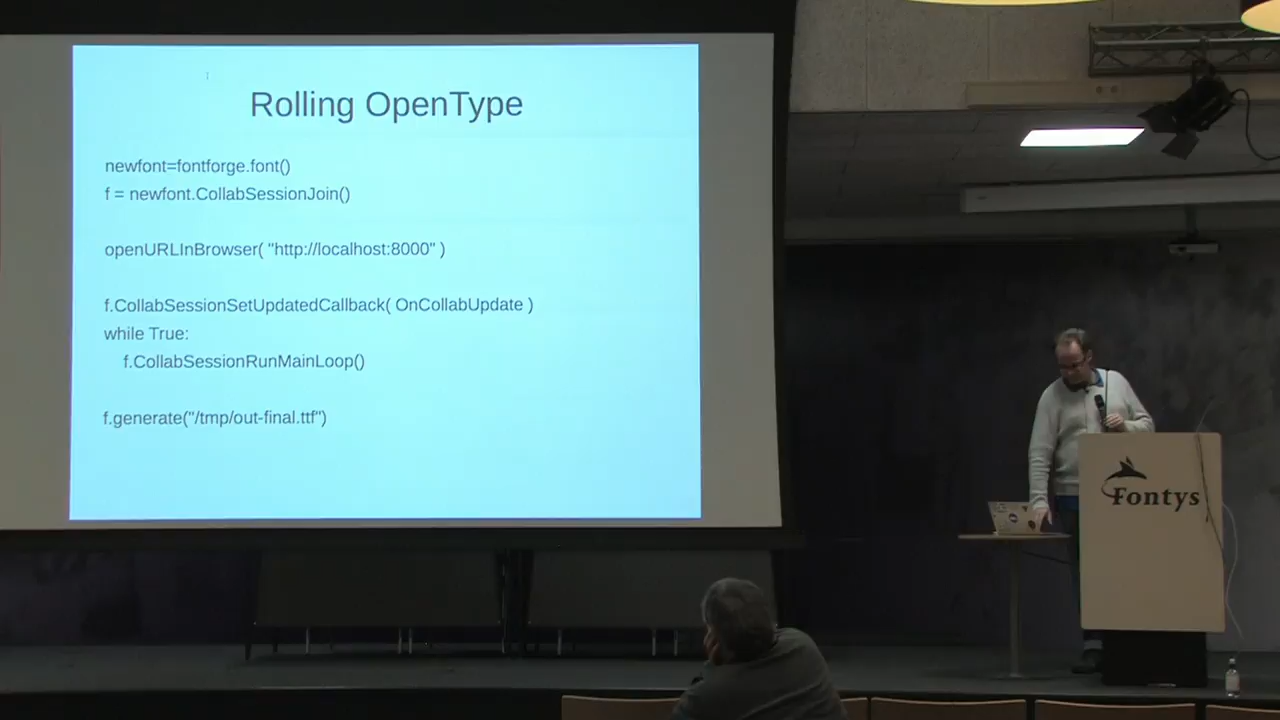 Rolling OpenType
newfont=fontforge.font()
f = newfont.CollabSessionJoin()
openURLInBrowser( "http://localhost:8000" )
f.CollabSessionSetUpdatedCallback( OnCollabUpdate )
while True:
f.CollabSessionRunMainLoop()
f.generate("/tmp/out-final.ttf")
Fontys